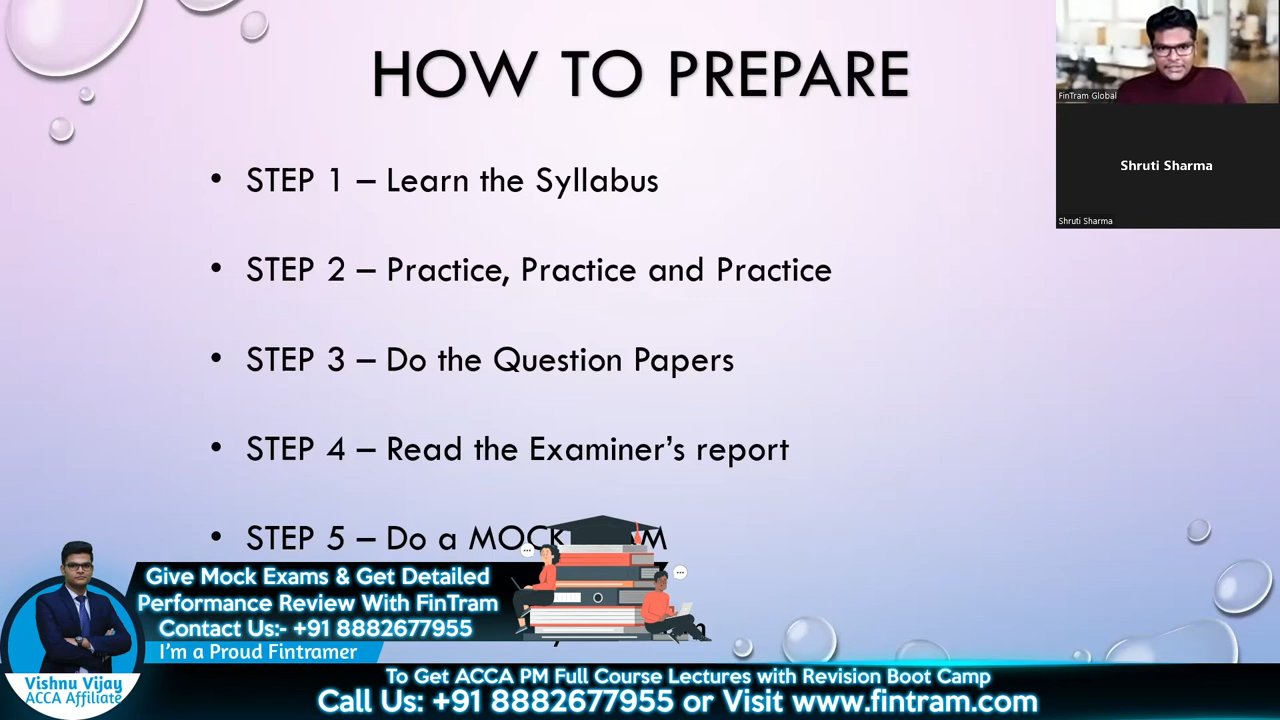 HOW TO PREPARE
FinTram Global
Shruti Sharma
Shruti Sharma
• STEP 1 – Learn the Syllabus
• STEP 2 – Practice, Practice and Practice
• STEP 3 – Do the Question Papers
• STEP 4 – Read the Examiner's report
• STEP 5 – Do a MOCK
Give Mock Exams & Get Detailed
Performance Review With FinTram
Contact Us:- +91 8882677955
I'm a Proud Fintramer
Vishnu Vijay
ACCA Affiliate
To Get ACCA PM Full Course Lectures with Revision Boot Camp
Call Us: +91 8882677955 or Visit www.fintram.com